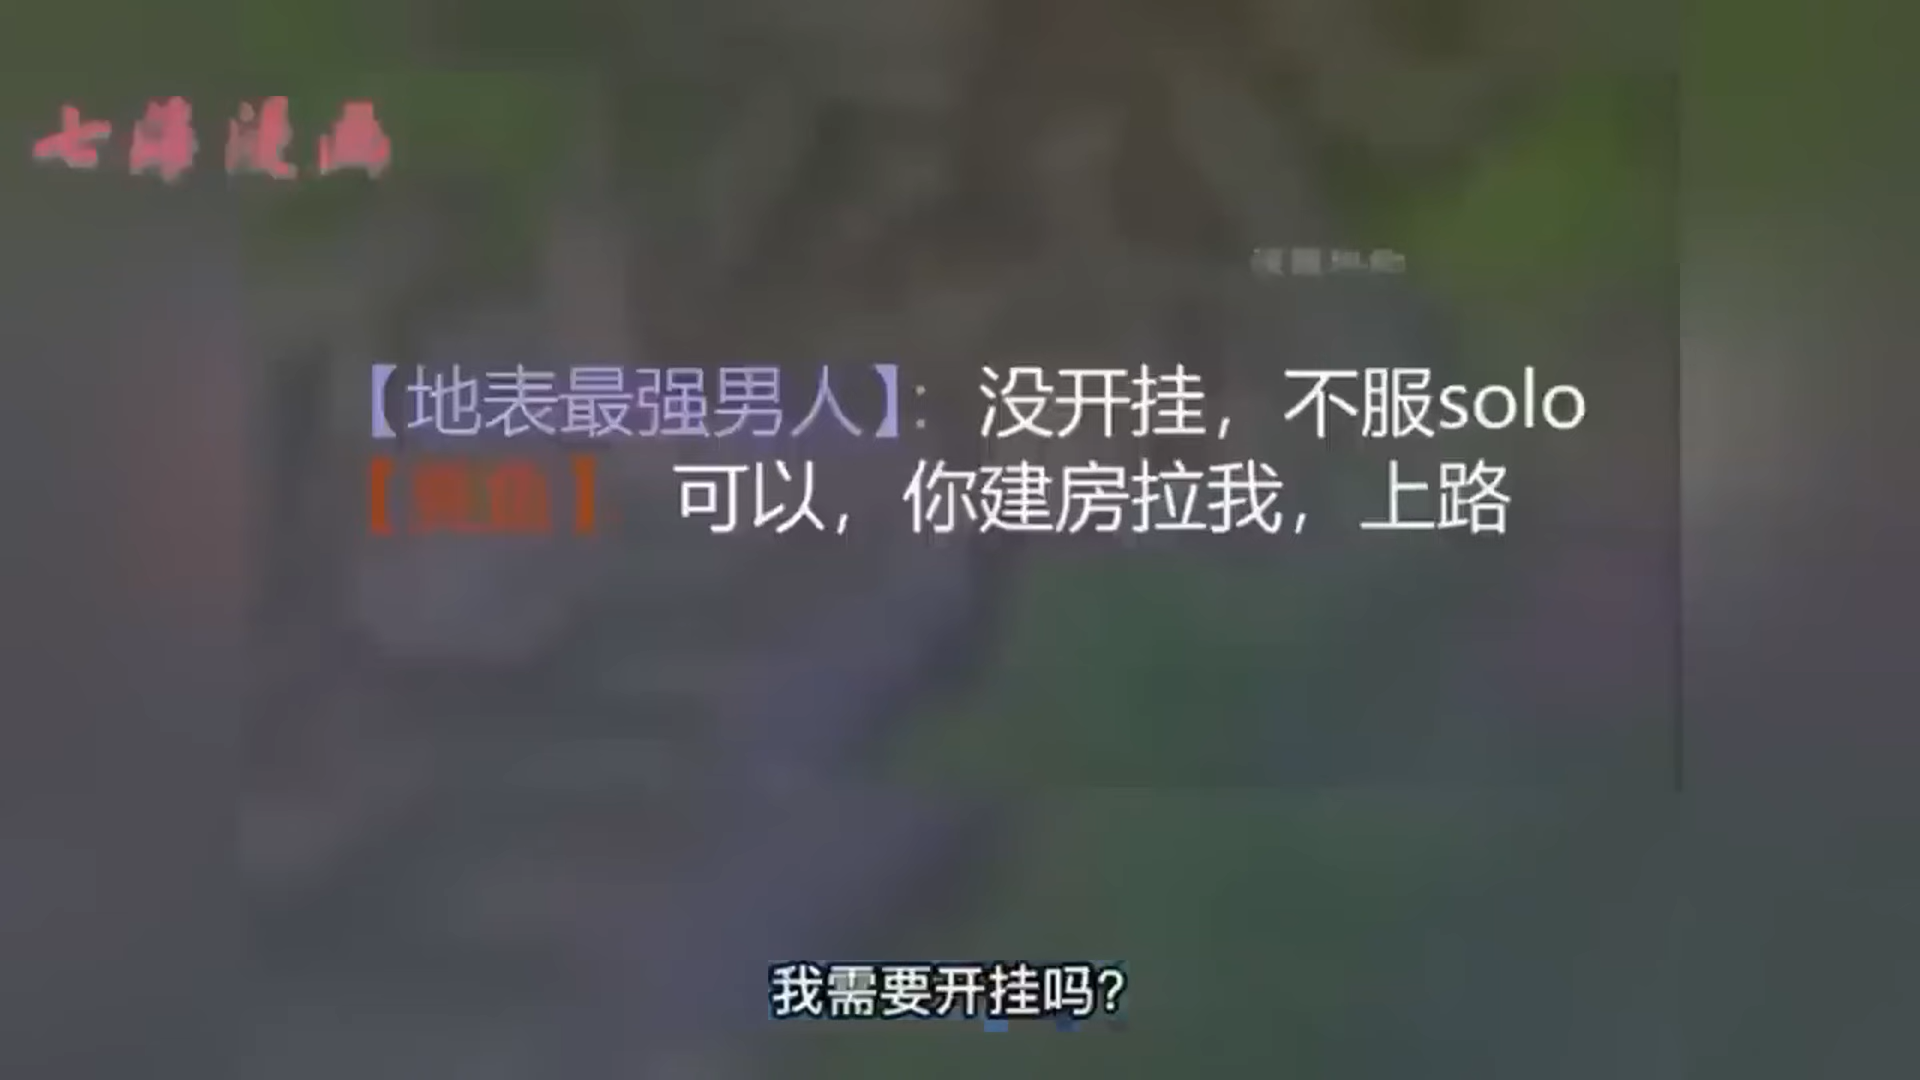 七海漫画
【地表最强男人】：没开挂，不服solo
【】 可以，你建房拉我，上路
我需要开挂吗？